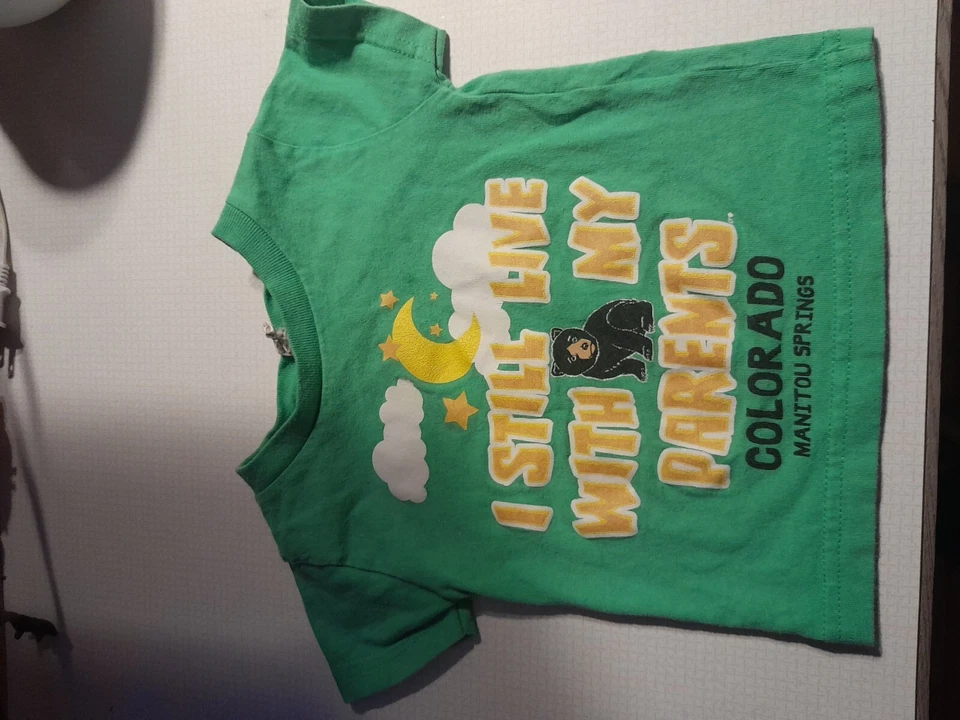 I STILL LIVE
WITH MY
PARENTS
COLORADO
MANITOU SPRINGS